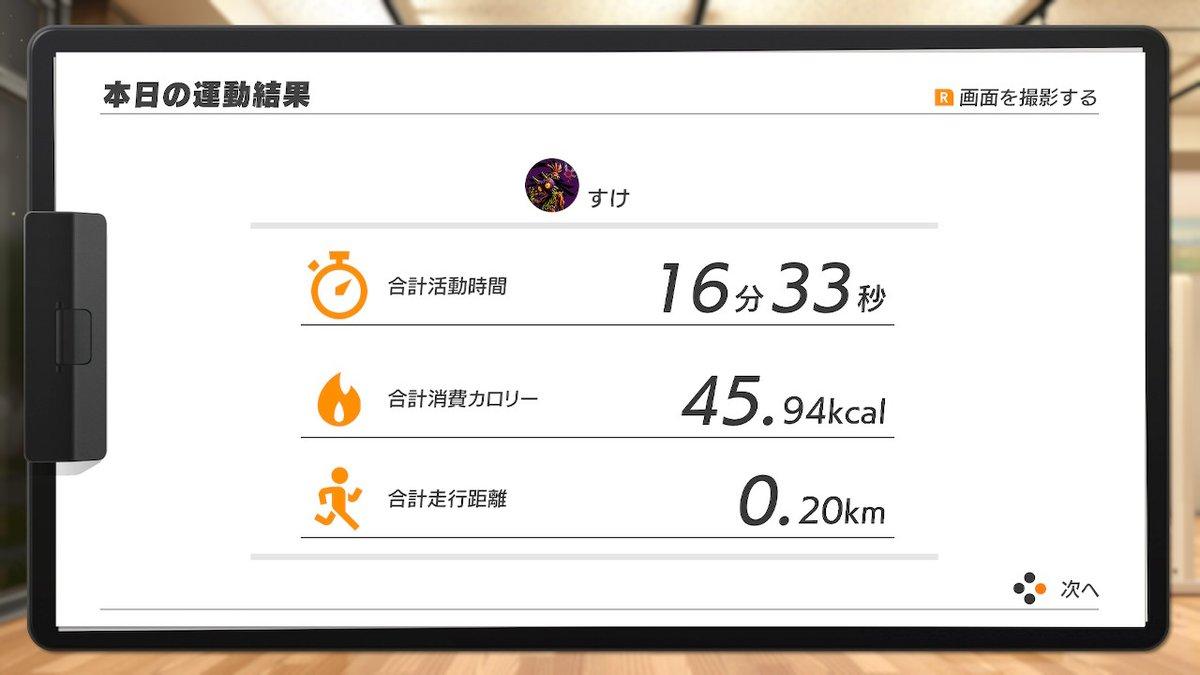 本日の運動結果
R 画面を撮影する
すけ
合計活動時間 16分33秒
合計消費カロリー 45.94kcal
合計走行距離 0.20km
次へ